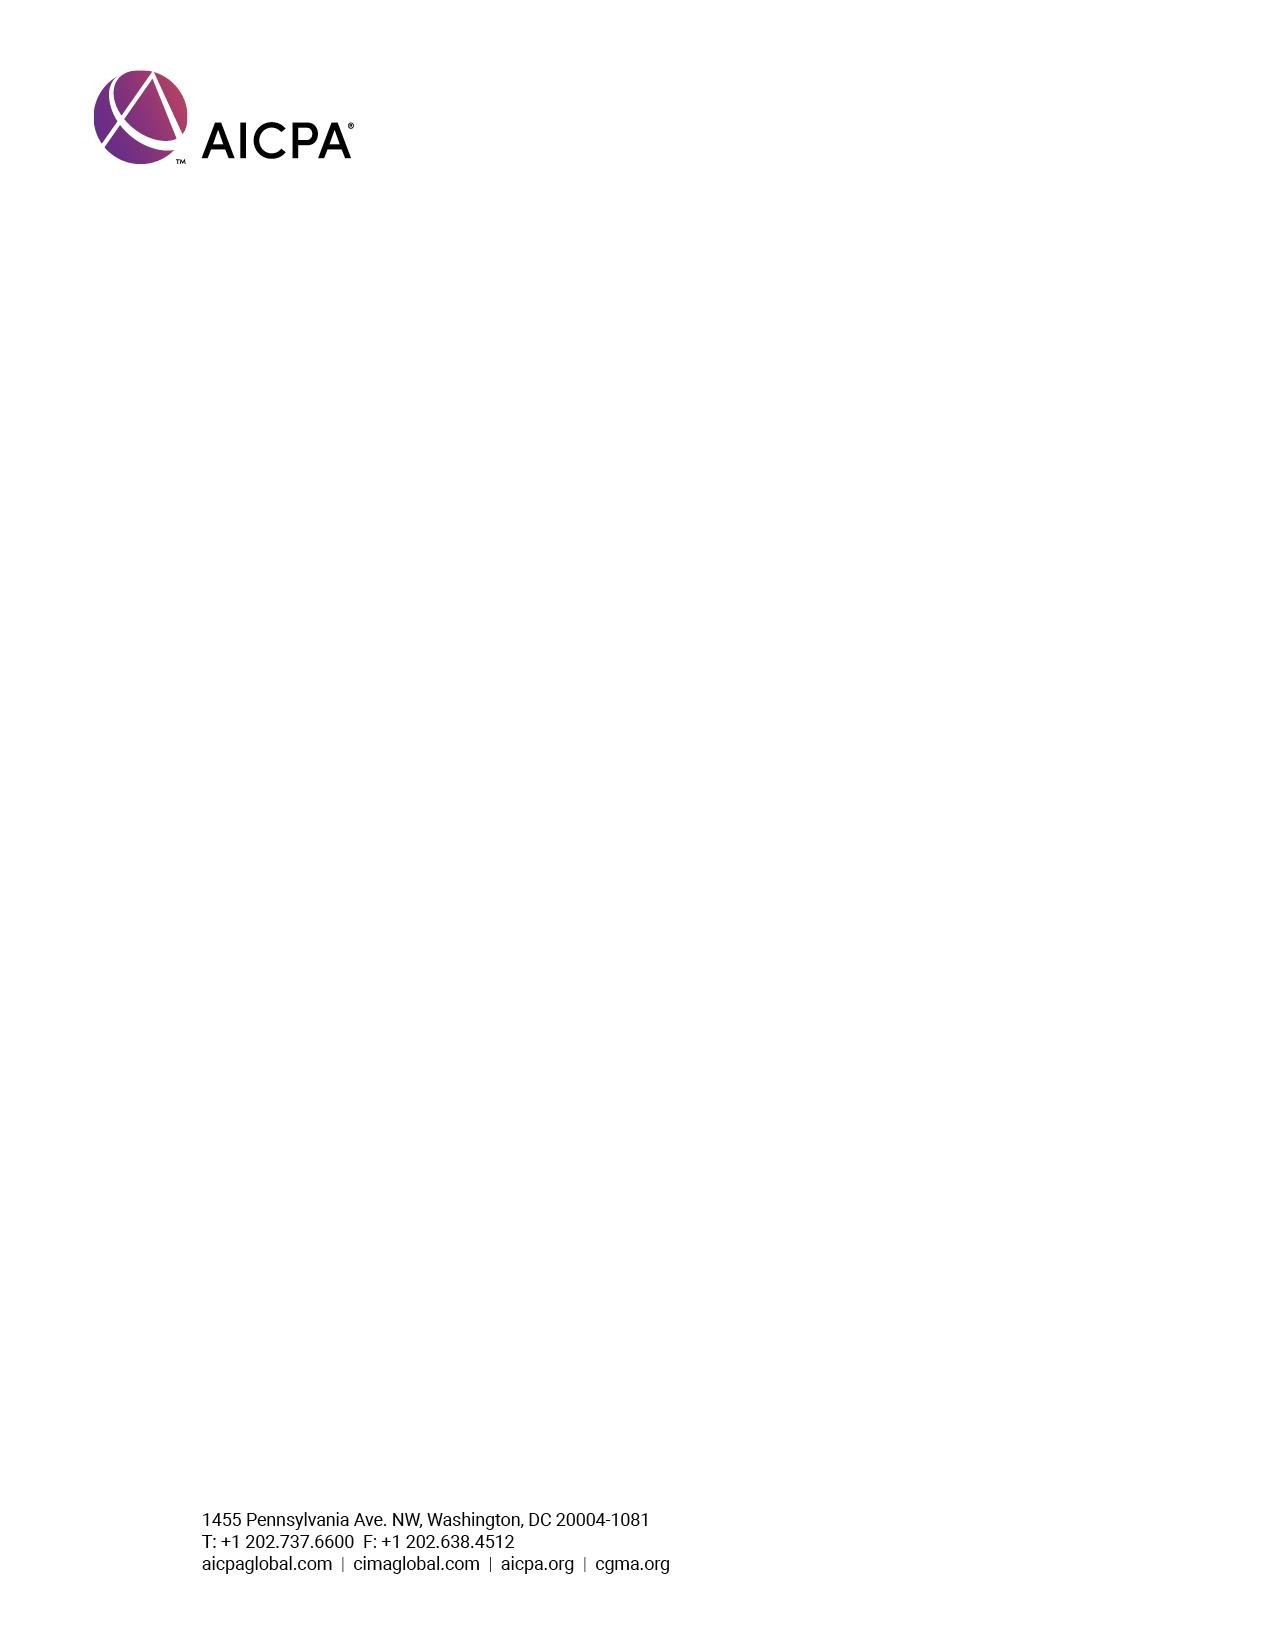 AICPA®
™
1455 Pennsylvania Ave. NW, Washington, DC 20004-1081
T: +1 202.737.6600  F: +1 202.638.4512
aicpaglobal.com | cimaglobal.com | aicpa.org | cgma.org